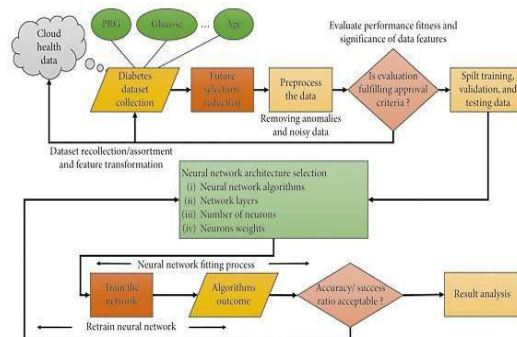 PRG
Glucose
...
Age
Cloud
health
data
Diabetes
dataset
collection
Future
selection/
reduction
Preprocess
the data
Removing anomalies
and noisy data
Evaluate performance fitness and
significance of data features
Is evaluation
fulfilling approval
criteria ?
Spilt training,
validation, and
testing data
Dataset recollection/assortment
and feature transformation
Neural network architecture selection
(i) Neural network algorithms
(ii) Network layers
(iii) Number of neurons
(iv) Neurons weights
Neural network fitting process
Train the
network
Algorithms
outcome
Accuracy/ success
ratio acceptable ?
Result analysis
Retrain neural network